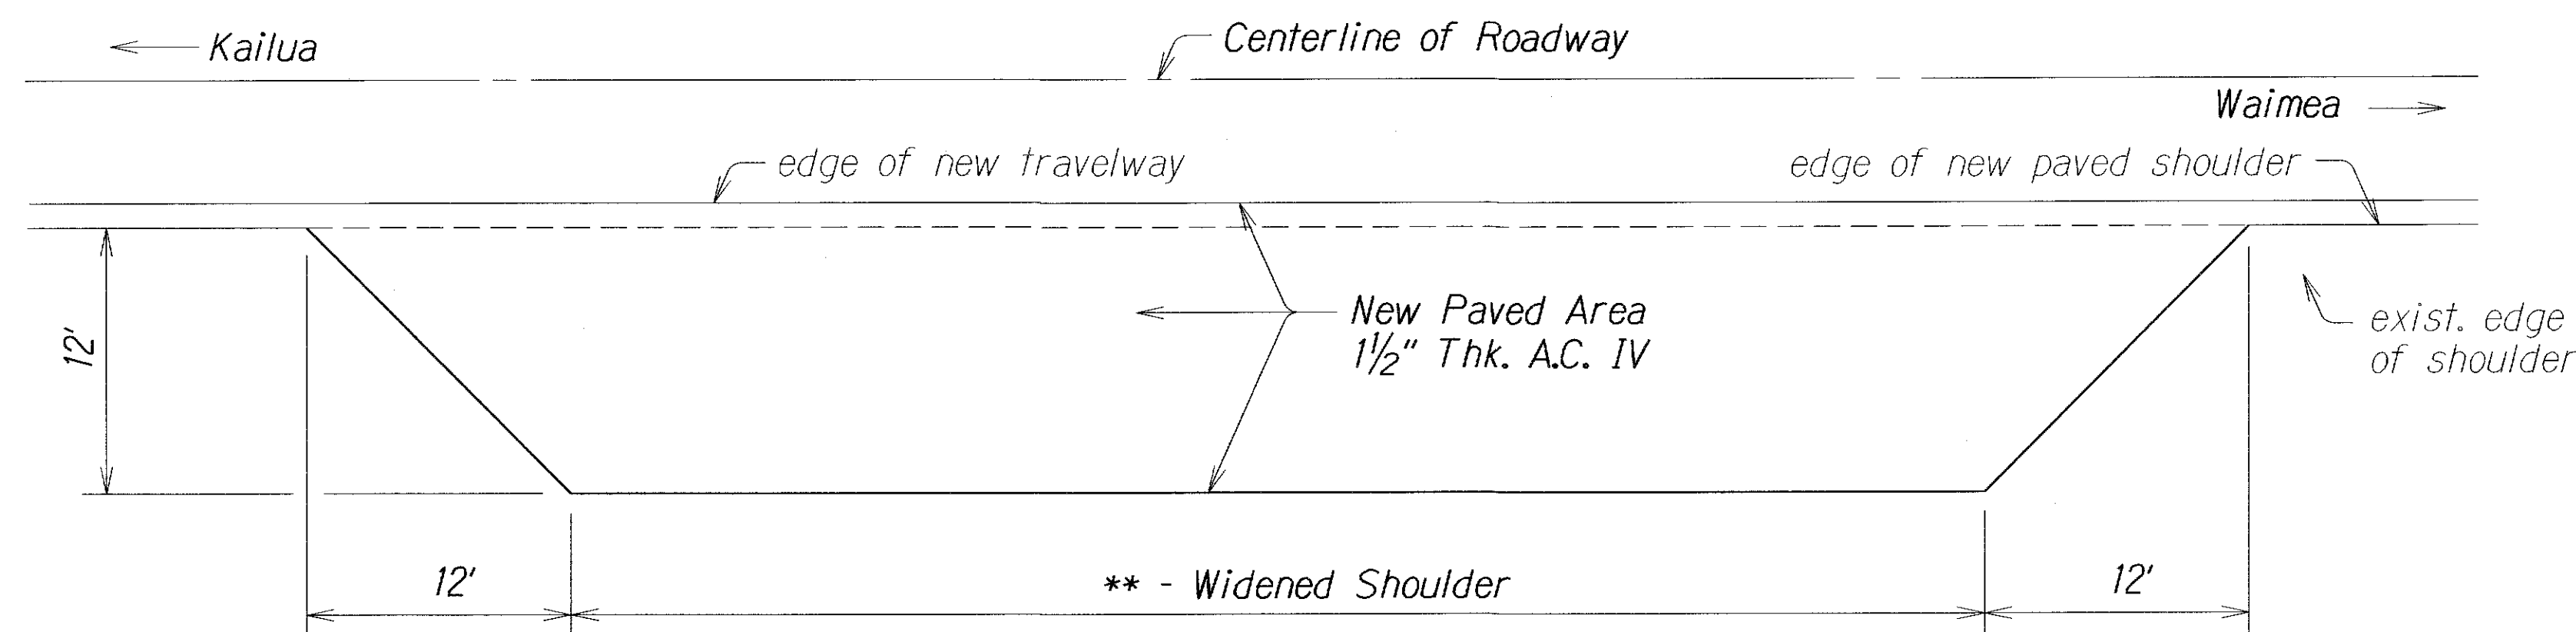 Kailua
Centerline of Roadway
Waimea
edge of new travelway
edge of new paved shoulder
12'
New Paved Area
1½" Thk. A.C. IV
exist. edge
of shoulder
12'
** - Widened Shoulder
12'